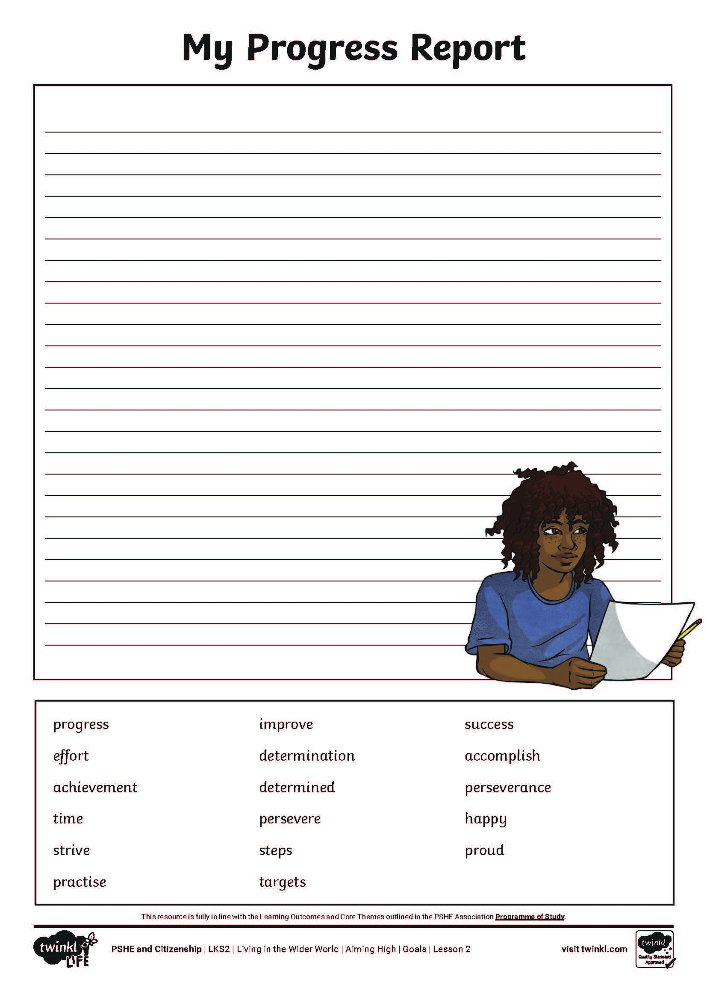 My Progress Report
progress improve success
effort determination accomplish
achievement determined perseverance
time persevere happy
strive steps proud
practise targets
This resource is fully in line with the Learning Outcomes and Core Themes outlined in the PSHE Association Programme of Study.
twinkl LIFE
PSHE and Citizenship | LKS2 | Living in the Wider World | Aiming High | Goals | Lesson 2
visit twinkl.com
twinkl
Quality Standard
Approved